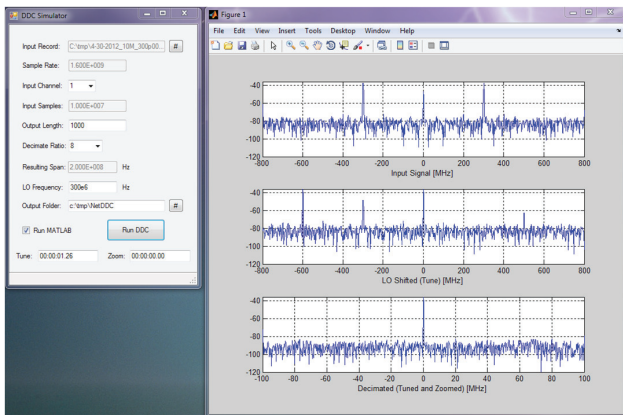 DDC Simulator
Input Record: C:\tmp\4-30-2012_10M_300p00... #
Sample Rate: 1.600E+009
Input Channel: 1
Input Samples: 1.000E+007
Output Length: 1000
Decimate Ratio: 8
Resulting Span: 2.000E+008 Hz
LO Frequency: 300e6 Hz
Output Folder: c:\tmp\NetDDC #
Run MATLAB Run DDC
Tune: 00:00:01.26 Zoom: 00:00:00.00
Figure 1
File Edit View Insert Tools Desktop Window Help
-40
-60
-80
-100
-120
-800 -600 -400 -200 0 200 400 600 800
Input Signal [MHz]
-40
-60
-80
-100
-120
-800 -600 -400 -200 0 200 400 600 800
LO Shifted (Tune) [MHz]
-40
-60
-80
-100
-120
-100 -80 -60 -40 -20 0 20 40 60 80 100
Decimated (Tuned and Zoomed) [MHz]